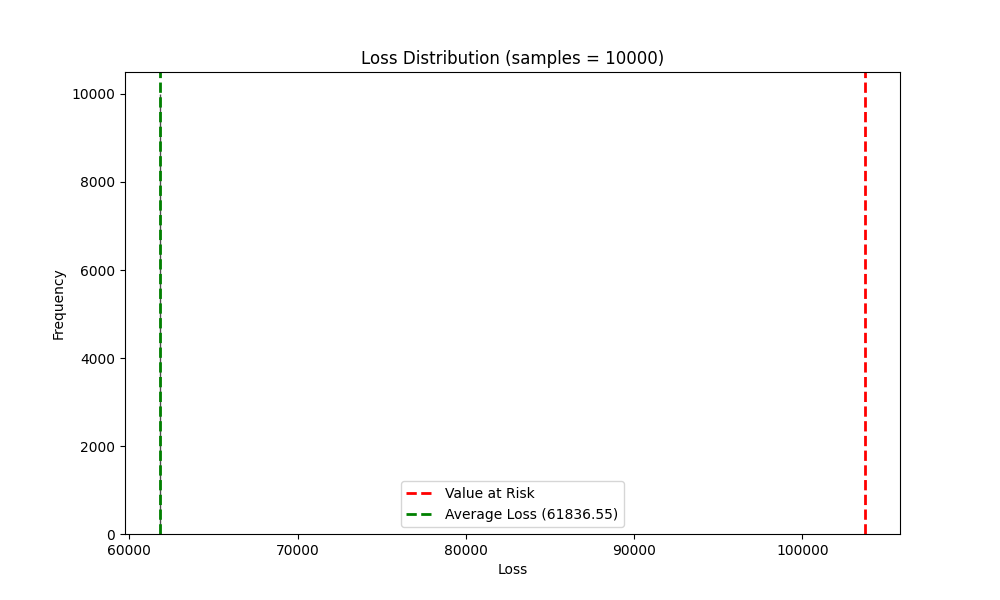 Loss Distribution (samples = 10000)
Frequency
10000
8000
6000
4000
2000
0
Value at Risk
Average Loss (61836.55)
60000 70000 80000 90000 100000
Loss